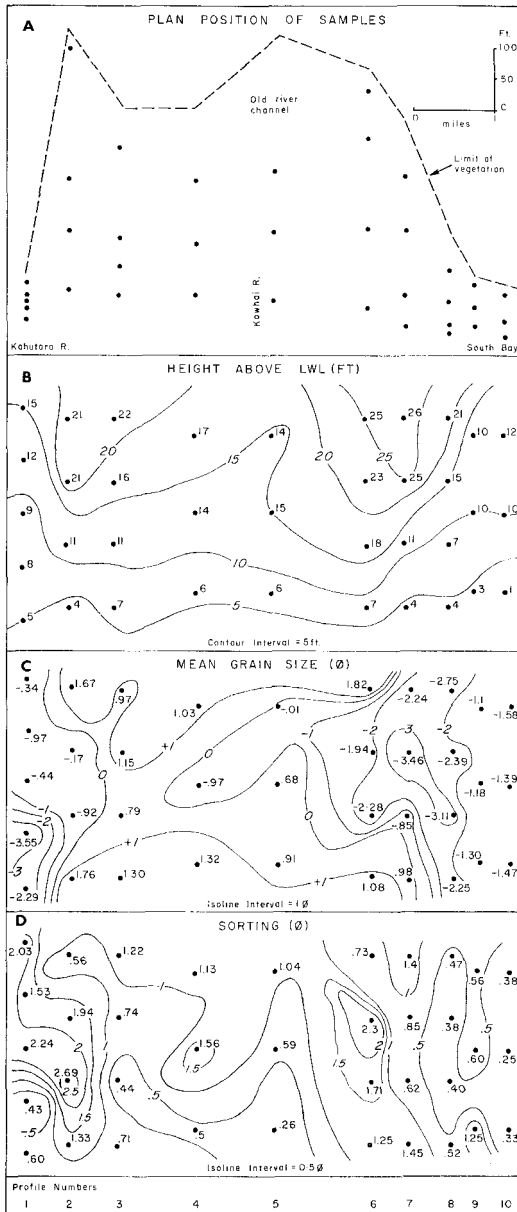 A PLAN POSITION OF SAMPLES
Ft.
100
50
0
Old river
channel
0 1
miles
Limit of
vegetation
Kowhai R.
Kahutara R.
South Bay
B HEIGHT ABOVE LWL (FT)
15 21 22 17 14 25 26 21 10 12
20 15 20 25
12 21 16 23 25 15
9 14 15 10 10
8 11 11 18 11 7
10
6 6 3 1
5 4 7 5 7 4 4
Contour Interval = 5 ft.
C MEAN GRAIN SIZE (Ø)
-.34 1.67 .97 1.03 -.01 1.82 -2.24 -2.75 -1.1 -1.58
-.97 -.17 1.15 +1 0 -1 -1.94 -2 -3 -3.46 -2.39 -2
-.44 0 -.97 .68 -1.18 -1.39
-1 -2 -.92 .79 0 -2.28 -.85 -3.11
-3.55 +1 1.32 .91 -1.30 -1.47
-3 -2.29 1.76 1.30 +1 1.08 .98 -2.25
Isoline Interval = 1Ø
D SORTING (Ø)
2.03 .56 1.22 1.13 1.04 .73 1.4 .47 .56 .38
1.53 1.94 .74 1 1.5 2.3 2 1 .85 .38 .5
2.24 2 1 1.56 1.5 .59 .5 .60 .25
2.69 2.5 .44 .5 1.71 .62 .40
.43 1.5 .5 .26 1.25 .33
.5 .60 1.33 .71 1.25 1.45 .52
Isoline Interval = 0.5Ø
Profile Numbers
1 2 3 4 5 6 7 8 9 10